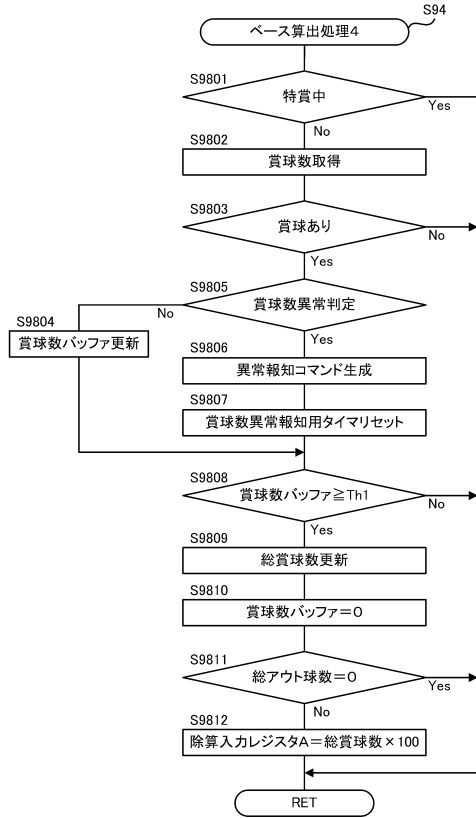 S94
ベース算出処理4
S9801
特賞中
Yes
No
S9802
賞球数取得
S9803
賞球あり
No
Yes
S9805
賞球数異常判定
No
Yes
S9804
賞球数バッファ更新
S9806
異常報知コマンド生成
S9807
賞球数異常報知用タイマリセット
S9808
賞球数バッファ≧Th1
No
Yes
S9809
総賞球数更新
S9810
賞球数バッファ=0
S9811
総アウト球数=0
Yes
No
S9812
除算入力レジスタA=総賞球数×100
RET